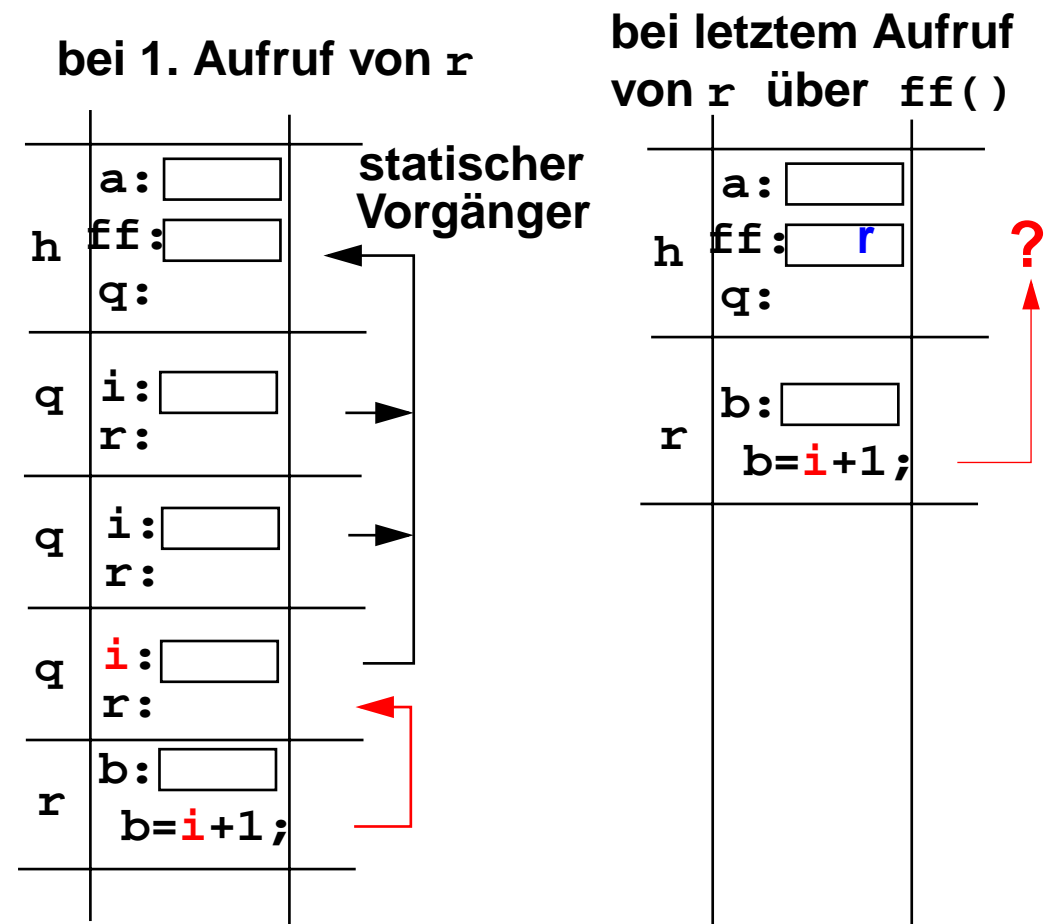 bei 1. Aufruf von r
statischer
Vorgänger
h
a:
ff:
q:
q
i:
r:
q
i:
r:
q
i:
r:
r
b:
b=i+1;
bei letztem Aufruf
von r über ff()
h
a:
ff: r
q:
?
r
b:
b=i+1;